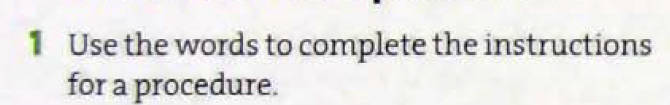 1 Use the words to complete the instructions
for a procedure.